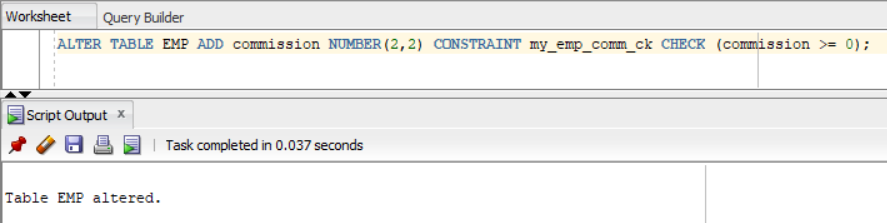 Worksheet Query Builder
ALTER TABLE EMP ADD commission NUMBER(2,2) CONSTRAINT my_emp_comm_ck CHECK (commission >= 0);
Script Output x
Task completed in 0.037 seconds
Table EMP altered.